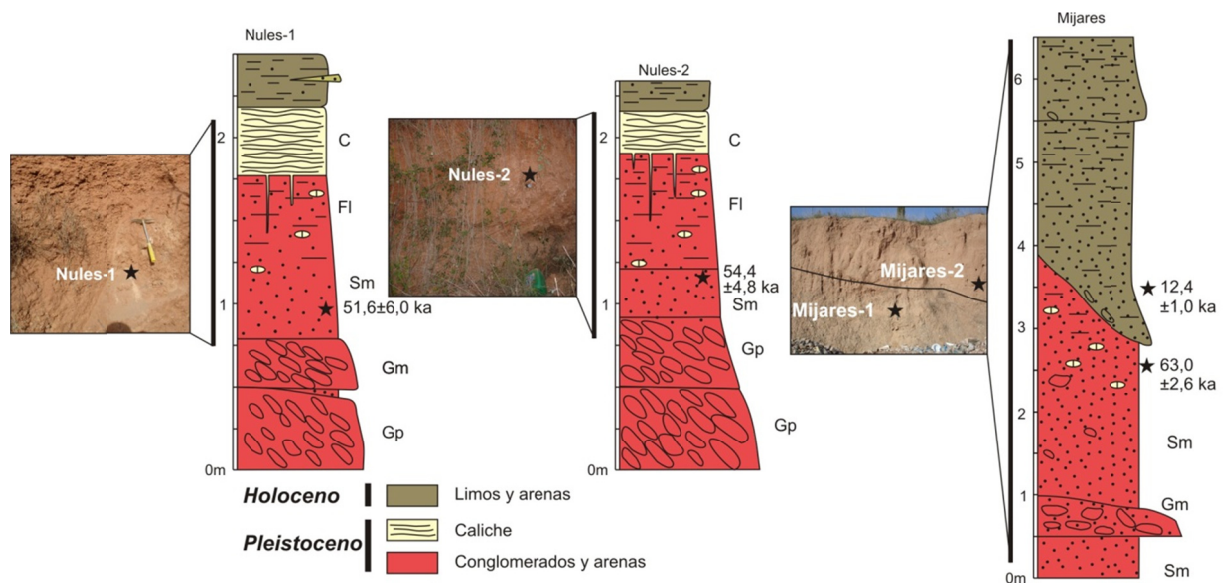 Nules-1
2
1
0m
C
Fl
Sm
51,6±6,0 ka
Gm
Gp
Nules-1
Nules-2
2
1
0m
C
Fl
54,4
±4,8 ka
Sm
Gp
Gp
Nules-2
Mijares
6
5
4
3
2
1
0m
12,4
±1,0 ka
63,0
±2,6 ka
Sm
Gm
Sm
Mijares-2
Mijares-1
Holoceno
Limos y arenas
Pleistoceno
Caliche
Conglomerados y arenas